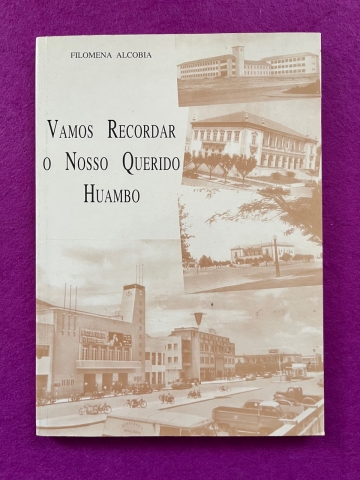 FILOMENA ALCOBIA
VAMOS RECORDAR
O NOSSO QUERIDO
HUAMBO